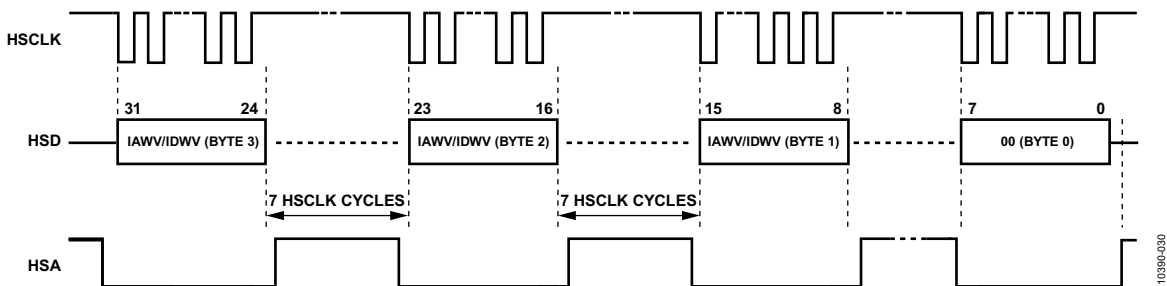 HSCLK
31 24 23 16 15 8 7 0
HSD IAWV/IDWV (BYTE 3) IAWV/IDWV (BYTE 2) IAWV/IDWV (BYTE 1) 00 (BYTE 0)
7 HSCLK CYCLES 7 HSCLK CYCLES
HSA
10390-030